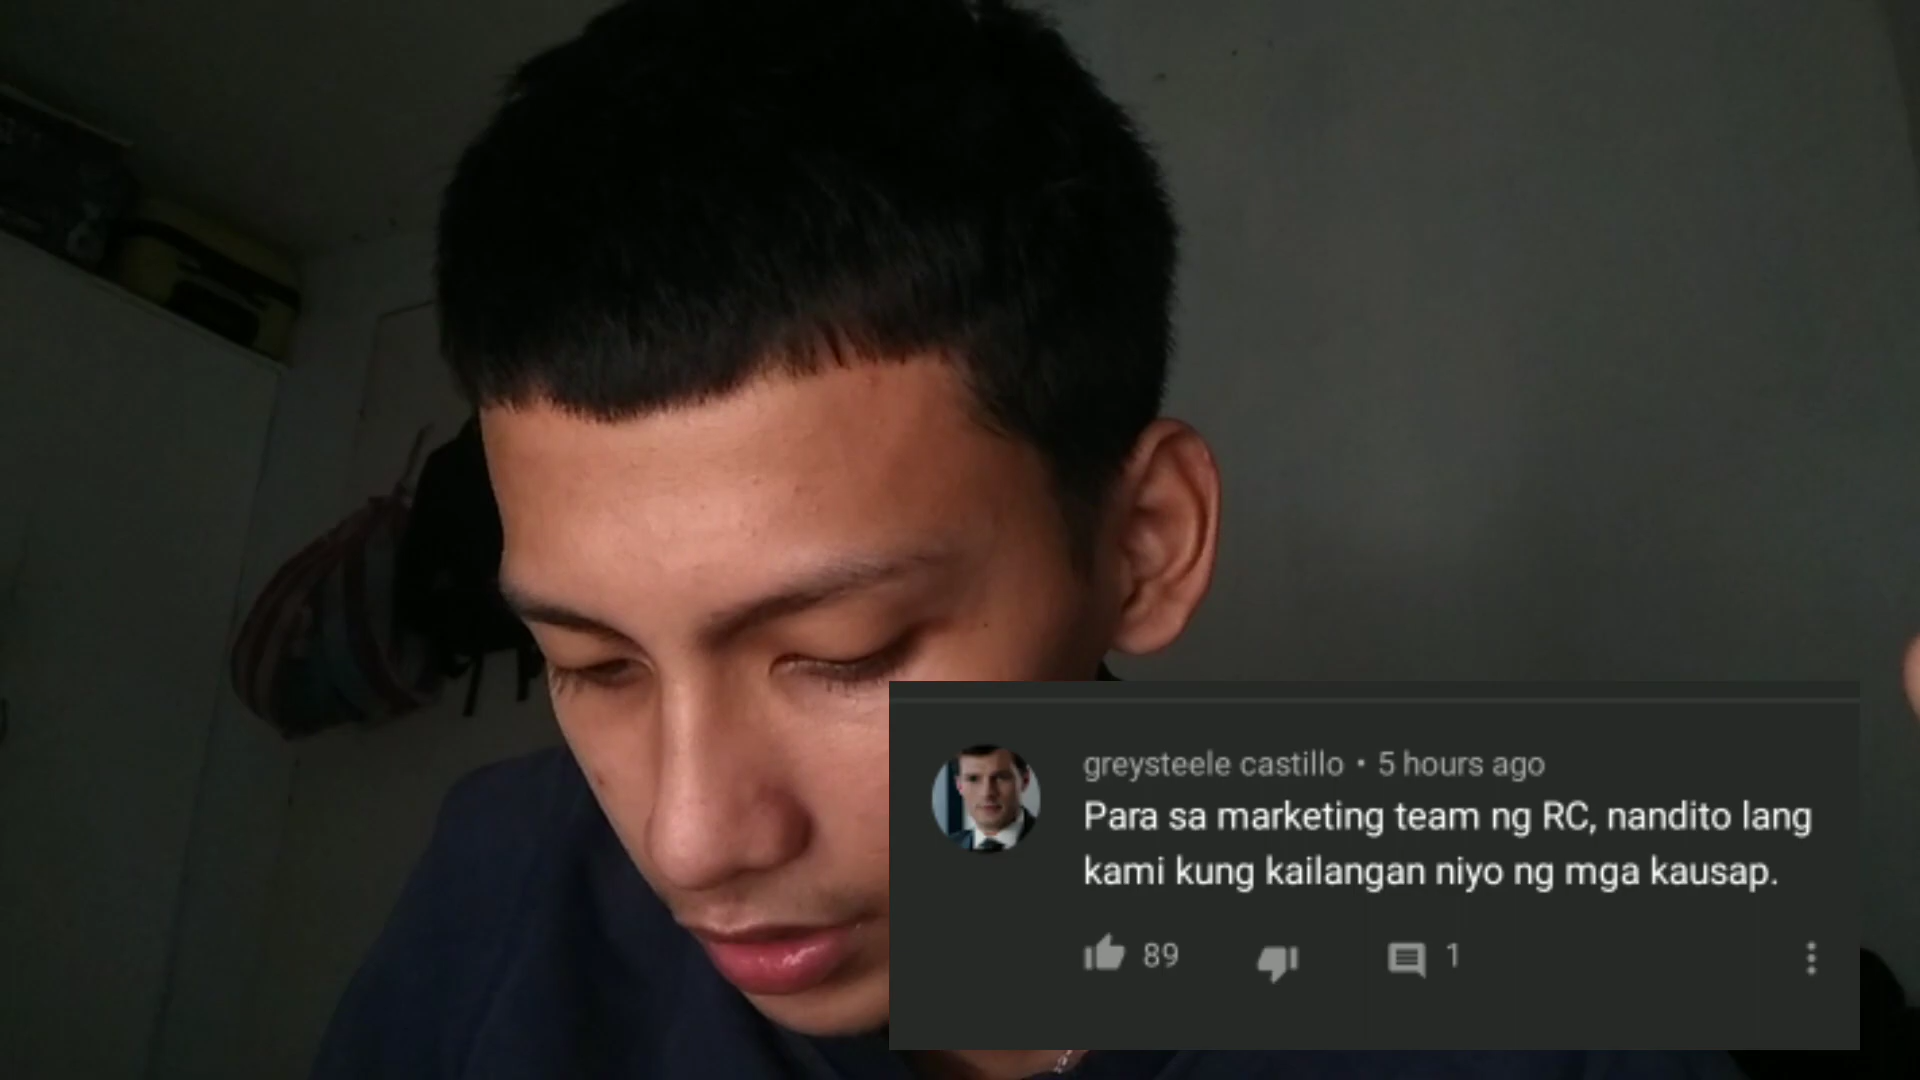 greysteele castillo • 5 hours ago
Para sa marketing team ng RC, nandito lang
kami kung kailangan niyo ng mga kausap.
89
1